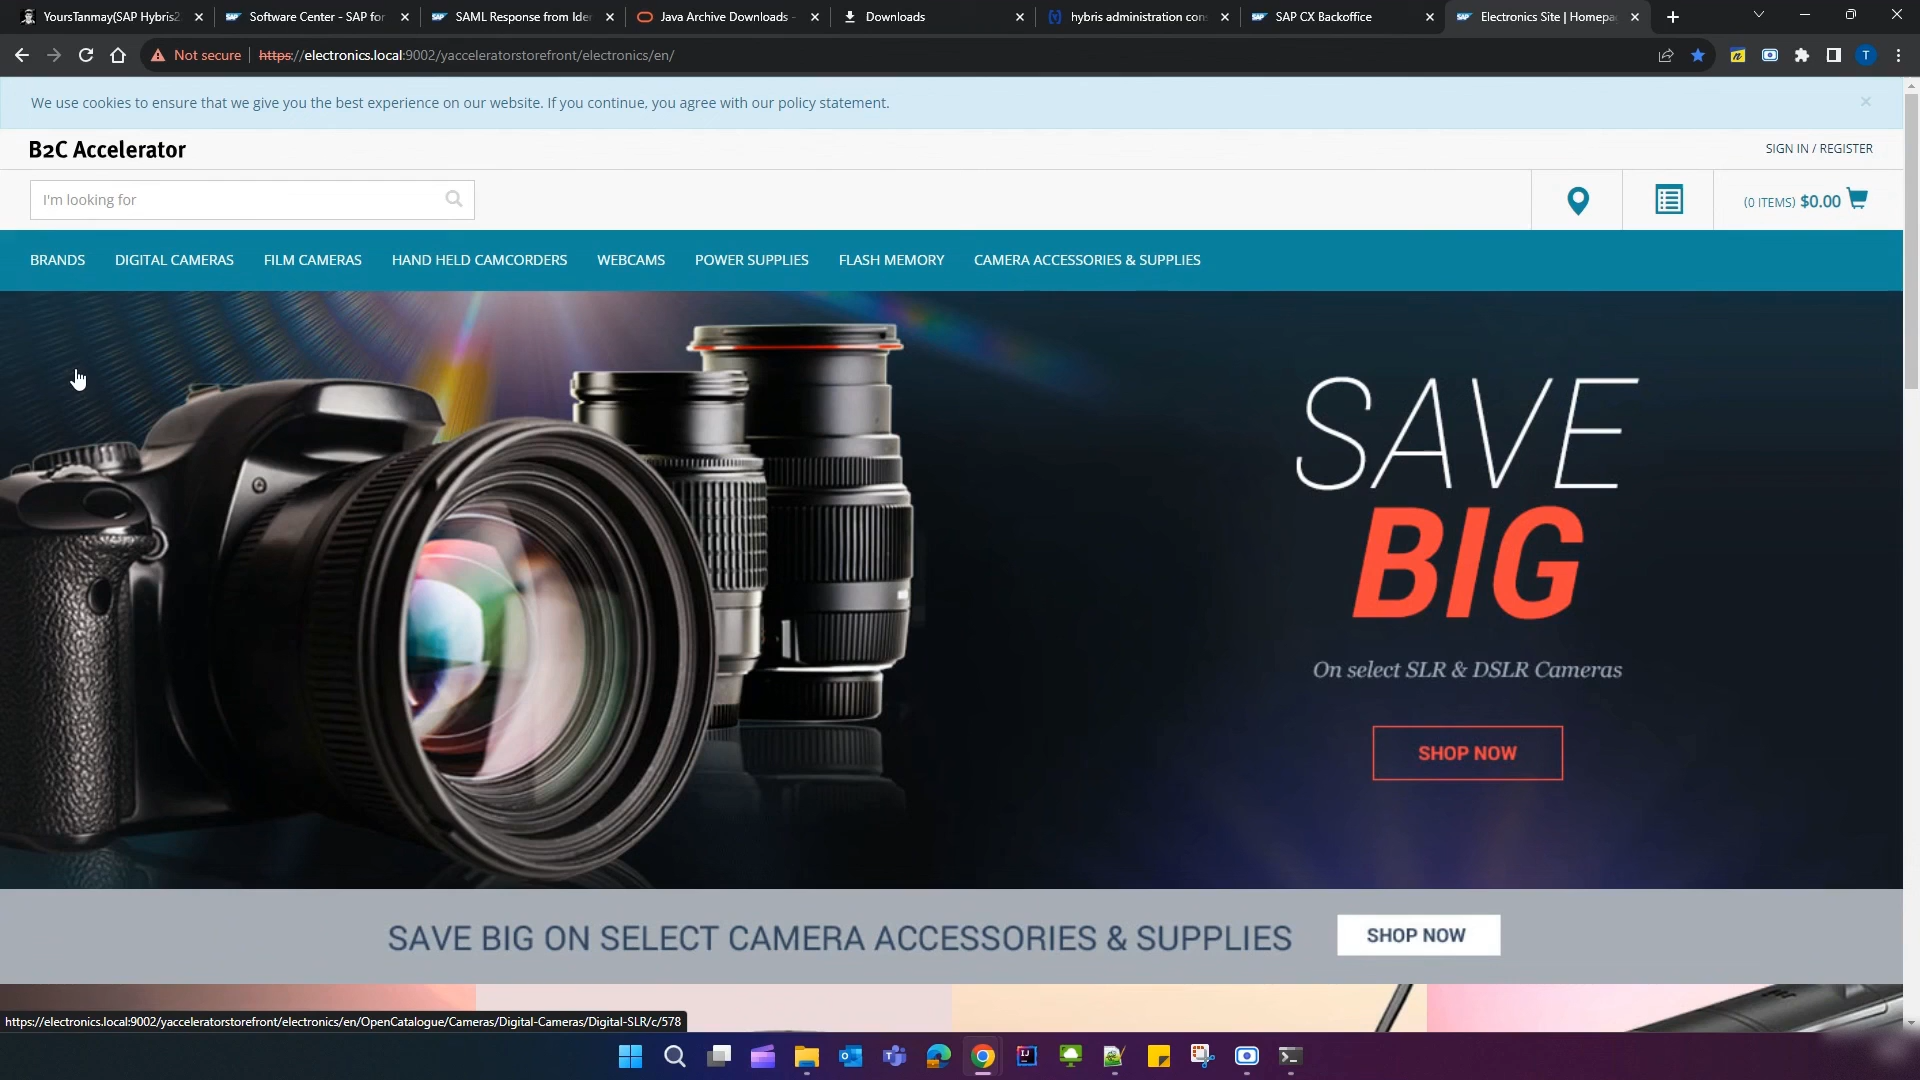 YoursTanmay(SAP Hybris2
Software Center - SAP for
SAML Response from Ide
Java Archive Downloads -
Downloads
hybris administration con
SAP CX Backoffice
Electronics Site | Homepa
Not secure
https://electronics.local:9002/yacceleratorstorefront/electronics/en/
T
We use cookies to ensure that we give you the best experience on our website. If you continue, you agree with our policy statement.
B2C Accelerator
SIGN IN / REGISTER
I'm looking for
(0 ITEMS) $0.00
BRANDS DIGITAL CAMERAS FILM CAMERAS HAND HELD CAMCORDERS WEBCAMS POWER SUPPLIES FLASH MEMORY CAMERA ACCESSORIES & SUPPLIES
SAVE
BIG
On select SLR & DSLR Cameras
SHOP NOW
SAVE BIG ON SELECT CAMERA ACCESSORIES & SUPPLIES
SHOP NOW
https://electronics.local:9002/yacceleratorstorefront/electronics/en/OpenCatalogue/Cameras/Digital-Cameras/Digital-SLR/c/578